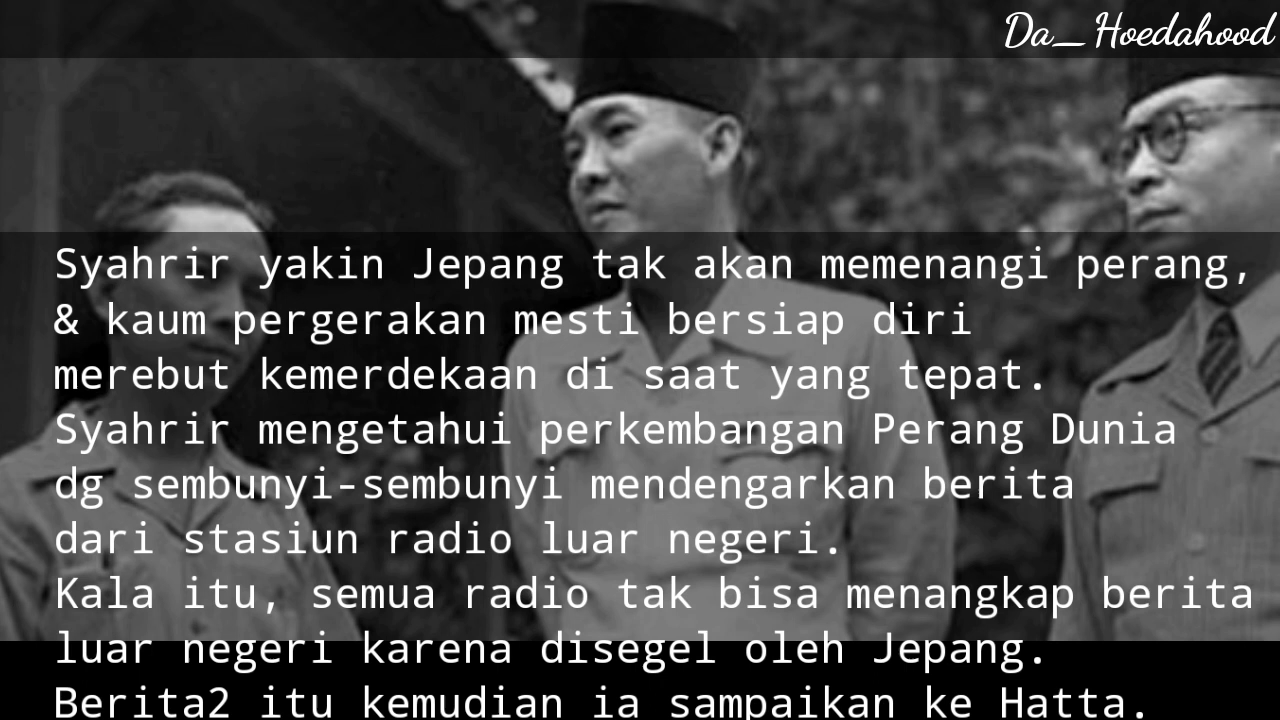 Da_ Hoedahood
Syahrir yakin Jepang tak akan memenangi perang,
& kaum pergerakan mesti bersiap diri
merebut kemerdekaan di saat yang tepat.
Syahrir mengetahui perkembangan Perang Dunia
dg sembunyi-sembunyi mendengarkan berita
dari stasiun radio luar negeri.
Kala itu, semua radio tak bisa menangkap berita
luar negeri karena disegel oleh Jepang.
Berita2 itu kemudian ia sampaikan ke Hatta.